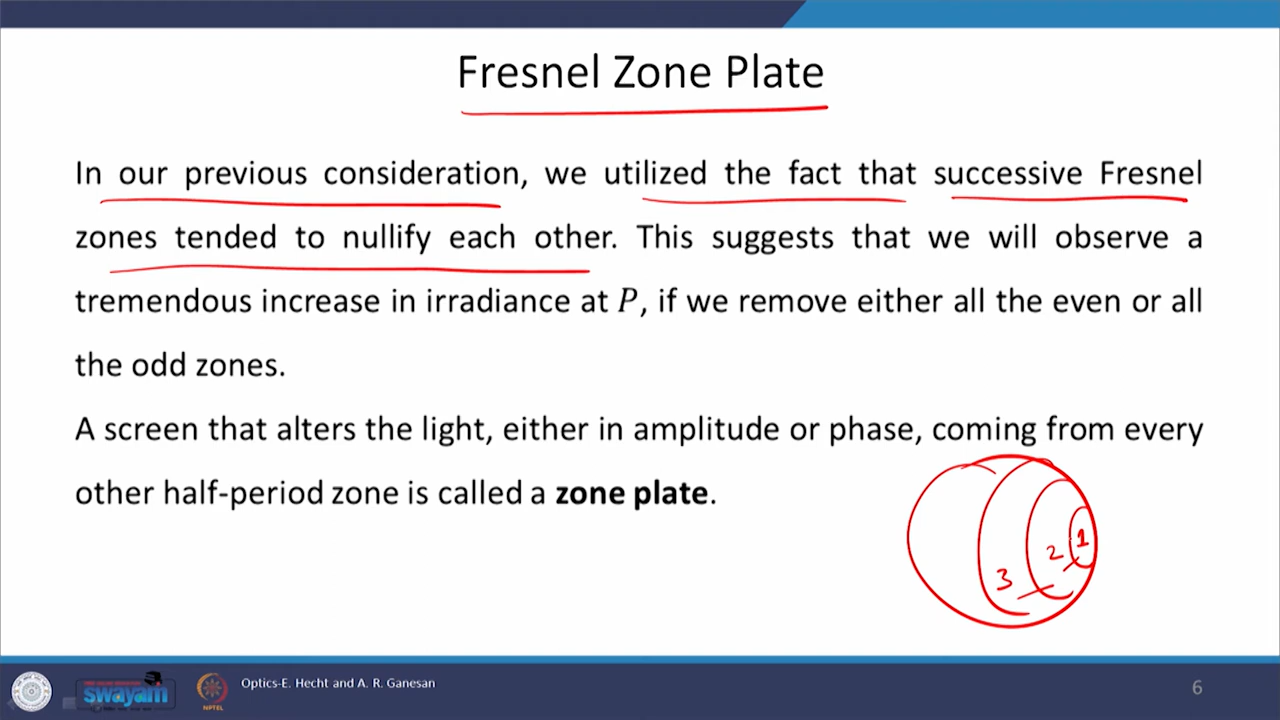 Fresnel Zone Plate
In our previous consideration, we utilized the fact that successive Fresnel
zones tended to nullify each other. This suggests that we will observe a
tremendous increase in irradiance at P, if we remove either all the even or all
the odd zones.
A screen that alters the light, either in amplitude or phase, coming from every
other half-period zone is called a zone plate.
3 2 1
swayam
NPTEL
Optics-E. Hecht and A. R. Ganesan
6